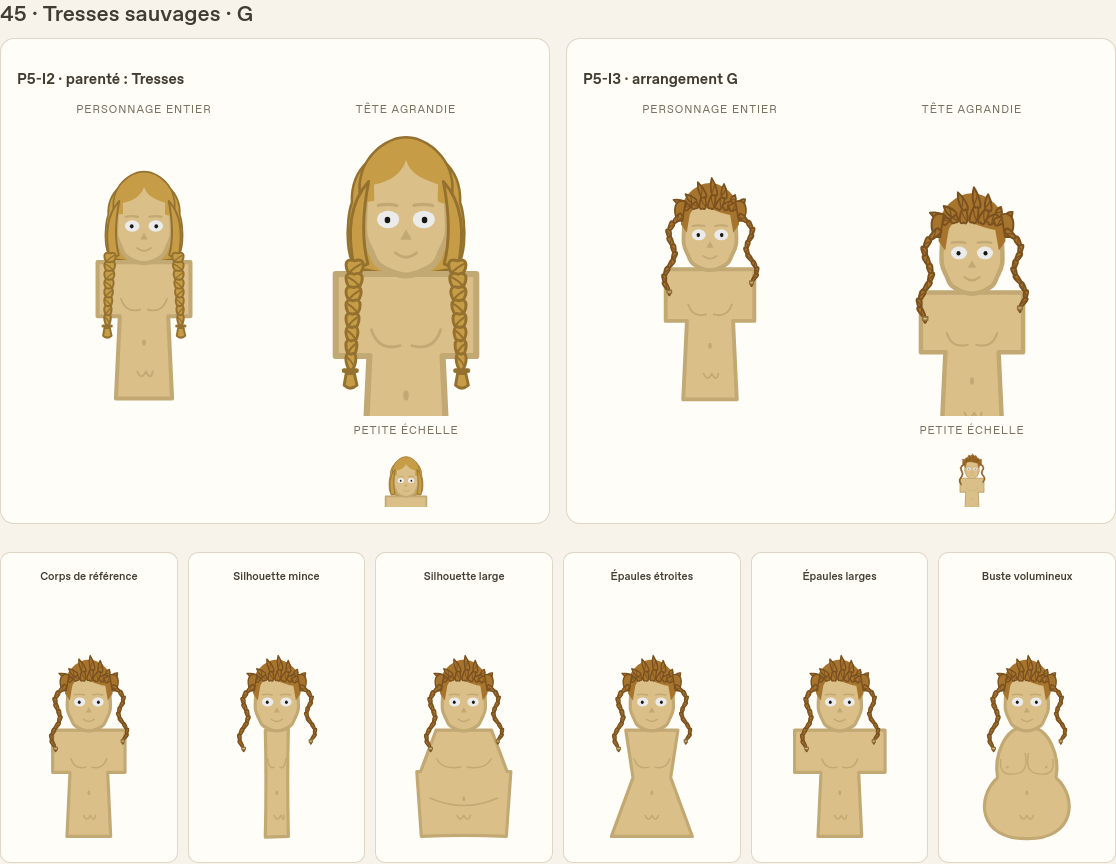 45 · Tresses sauvages · G
P5-I2 · parenté : Tresses
PERSONNAGE ENTIER
TÊTE AGRANDIE
PETITE ÉCHELLE
P5-I3 · arrangement G
PERSONNAGE ENTIER
TÊTE AGRANDIE
PETITE ÉCHELLE
Corps de référence
Silhouette mince
Silhouette large
Épaules étroites
Épaules larges
Buste volumineux